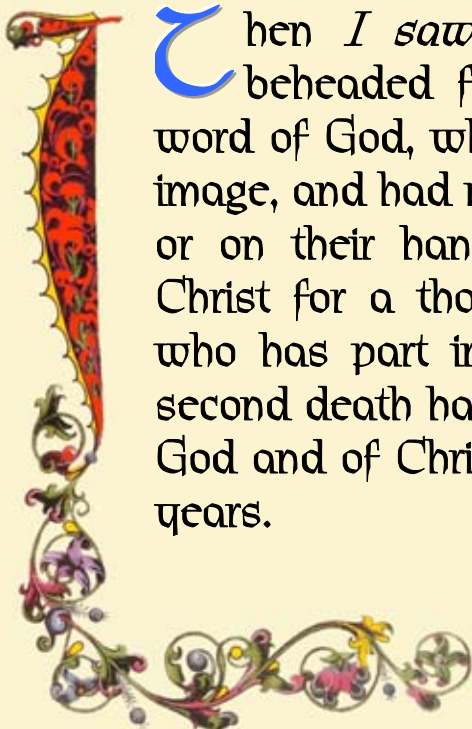 Then I saw
beheaded f
word of God, wh
image, and had
or on their han
Christ for a tho
who has part in
second death ha
God and of Chri
years.